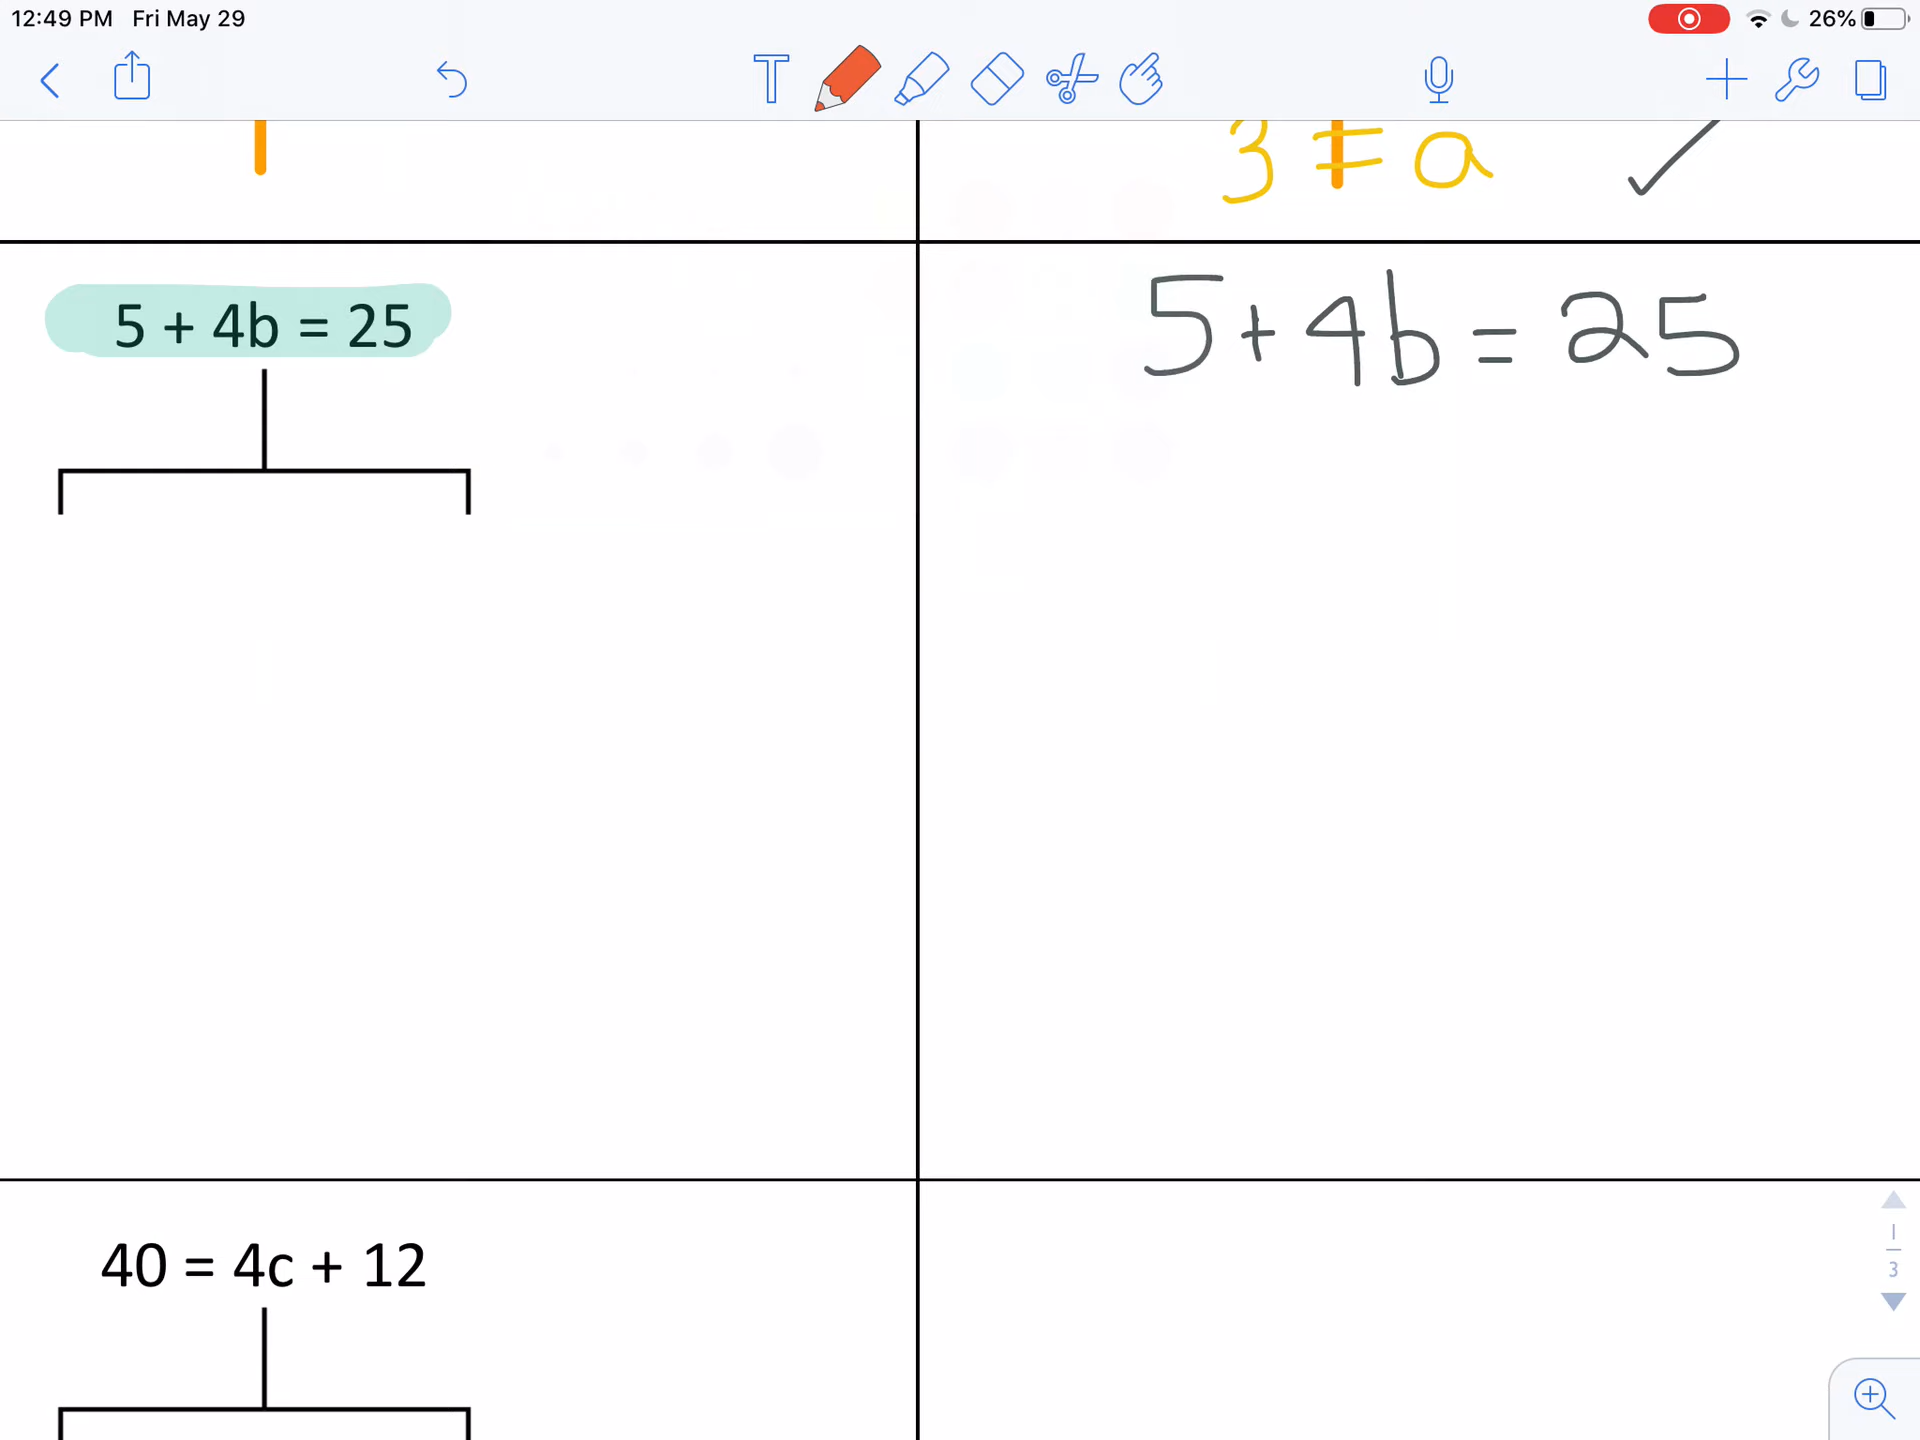 12:49 PM Fri May 29
26%
T
3 = a
5 + 4b = 25
5 + 4b = 25
40 = 4c + 12
1
3